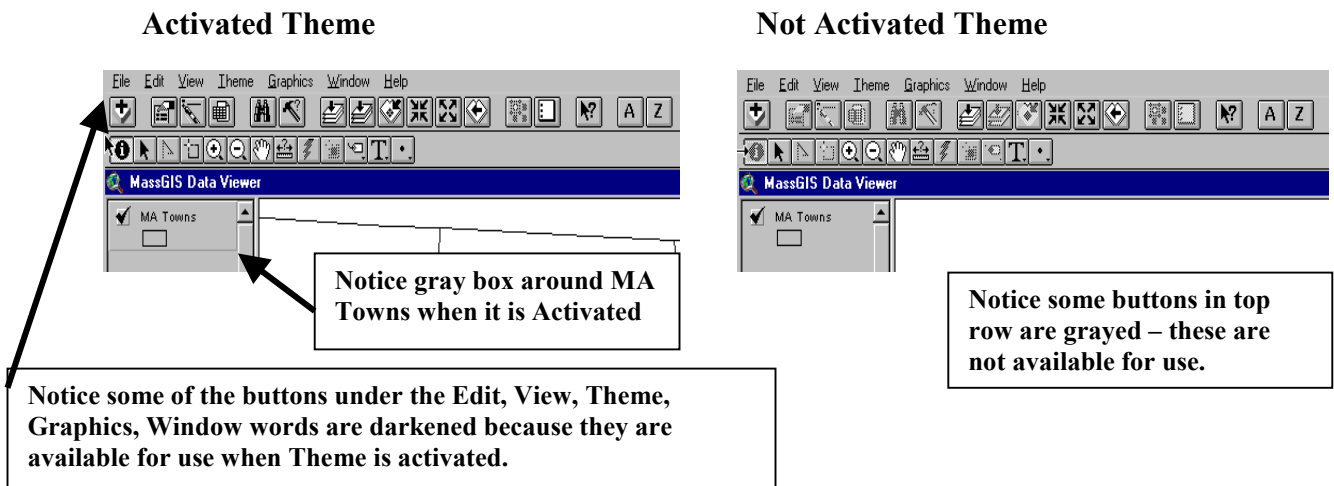 Activated Theme
Not Activated Theme
File Edit View Theme Graphics Window Help
A Z
T
MassGIS Data Viewer
MA Towns
Notice gray box around MA
Towns when it is Activated
Notice some of the buttons under the Edit, View, Theme,
Graphics, Window words are darkened because they are
available for use when Theme is activated.
File Edit View Theme Graphics Window Help
A Z
T
MassGIS Data Viewer
MA Towns
Notice some buttons in top
row are grayed – these are
not available for use.